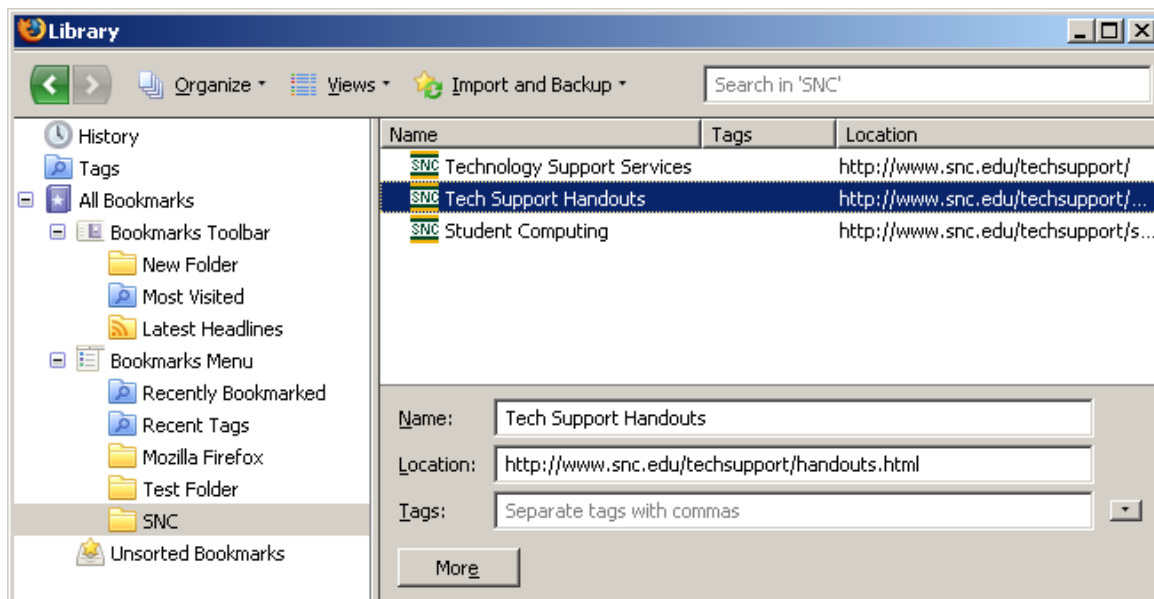 Library
Organize Views Import and Backup Search in 'SNC'
History
Tags
All Bookmarks
Bookmarks Toolbar
New Folder
Most Visited
Latest Headlines
Bookmarks Menu
Recently Bookmarked
Recent Tags
Mozilla Firefox
Test Folder
SNC
Unsorted Bookmarks
Name Tags Location
SNC Technology Support Services http://www.snc.edu/techsupport/
SNC Tech Support Handouts http://www.snc.edu/techsupport/...
SNC Student Computing http://www.snc.edu/techsupport/s...
Name: Tech Support Handouts
Location: http://www.snc.edu/techsupport/handouts.html
Tags: Separate tags with commas
More